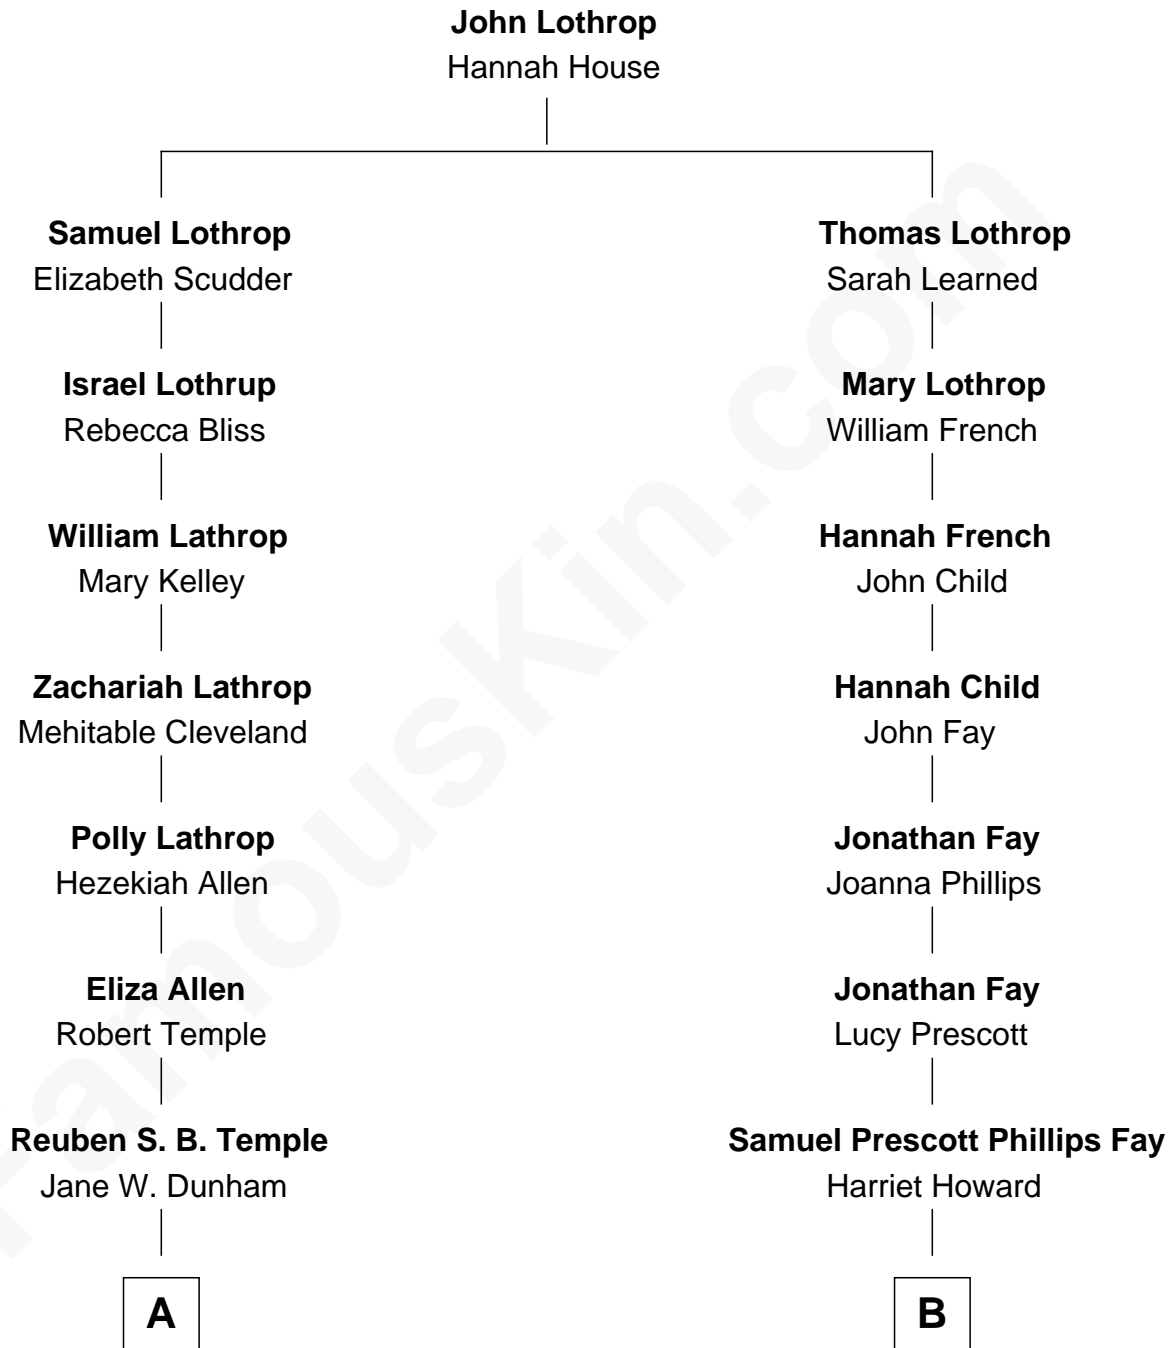 John Lothrop
Hannah House
Samuel Lothrop
Elizabeth Scudder
Thomas Lothrop
Sarah Learned
Israel Lothrup
Rebecca Bliss
Mary Lothrop
William French
William Lathrop
Mary Kelley
Hannah French
John Child
Zachariah Lathrop
Mehitable Cleveland
Hannah Child
John Fay
Polly Lathrop
Hezekiah Allen
Jonathan Fay
Joanna Phillips
Eliza Allen
Robert Temple
Jonathan Fay
Lucy Prescott
Reuben S. B. Temple
Jane W. Dunham
Samuel Prescott Phillips Fay
Harriet Howard
A
B
FamousKin.com